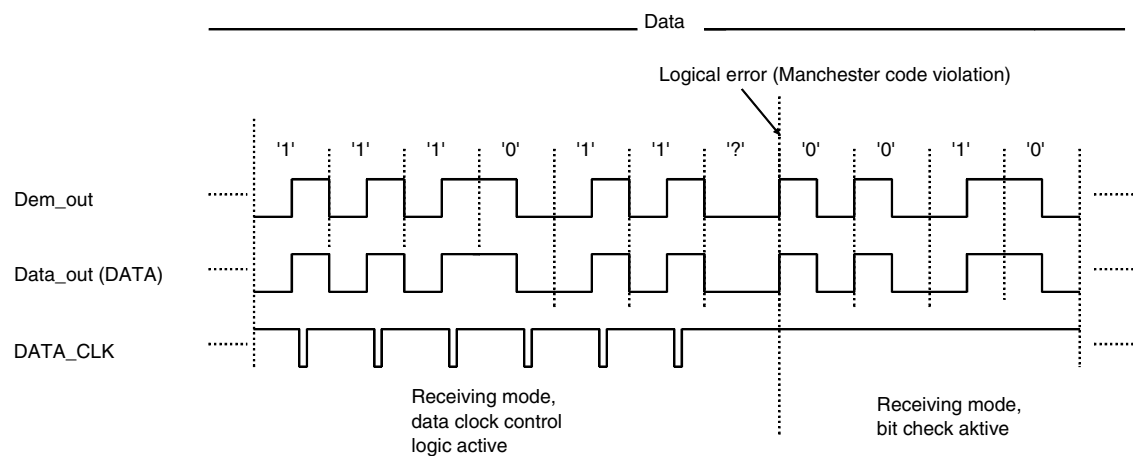 Data
Logical error (Manchester code violation)
'1' '1' '1' '0' '1' '1' '?' '0' '0' '1' '0'
Dem_out
Data_out (DATA)
DATA_CLK
Receiving mode,
data clock control
logic active
Receiving mode,
bit check aktive